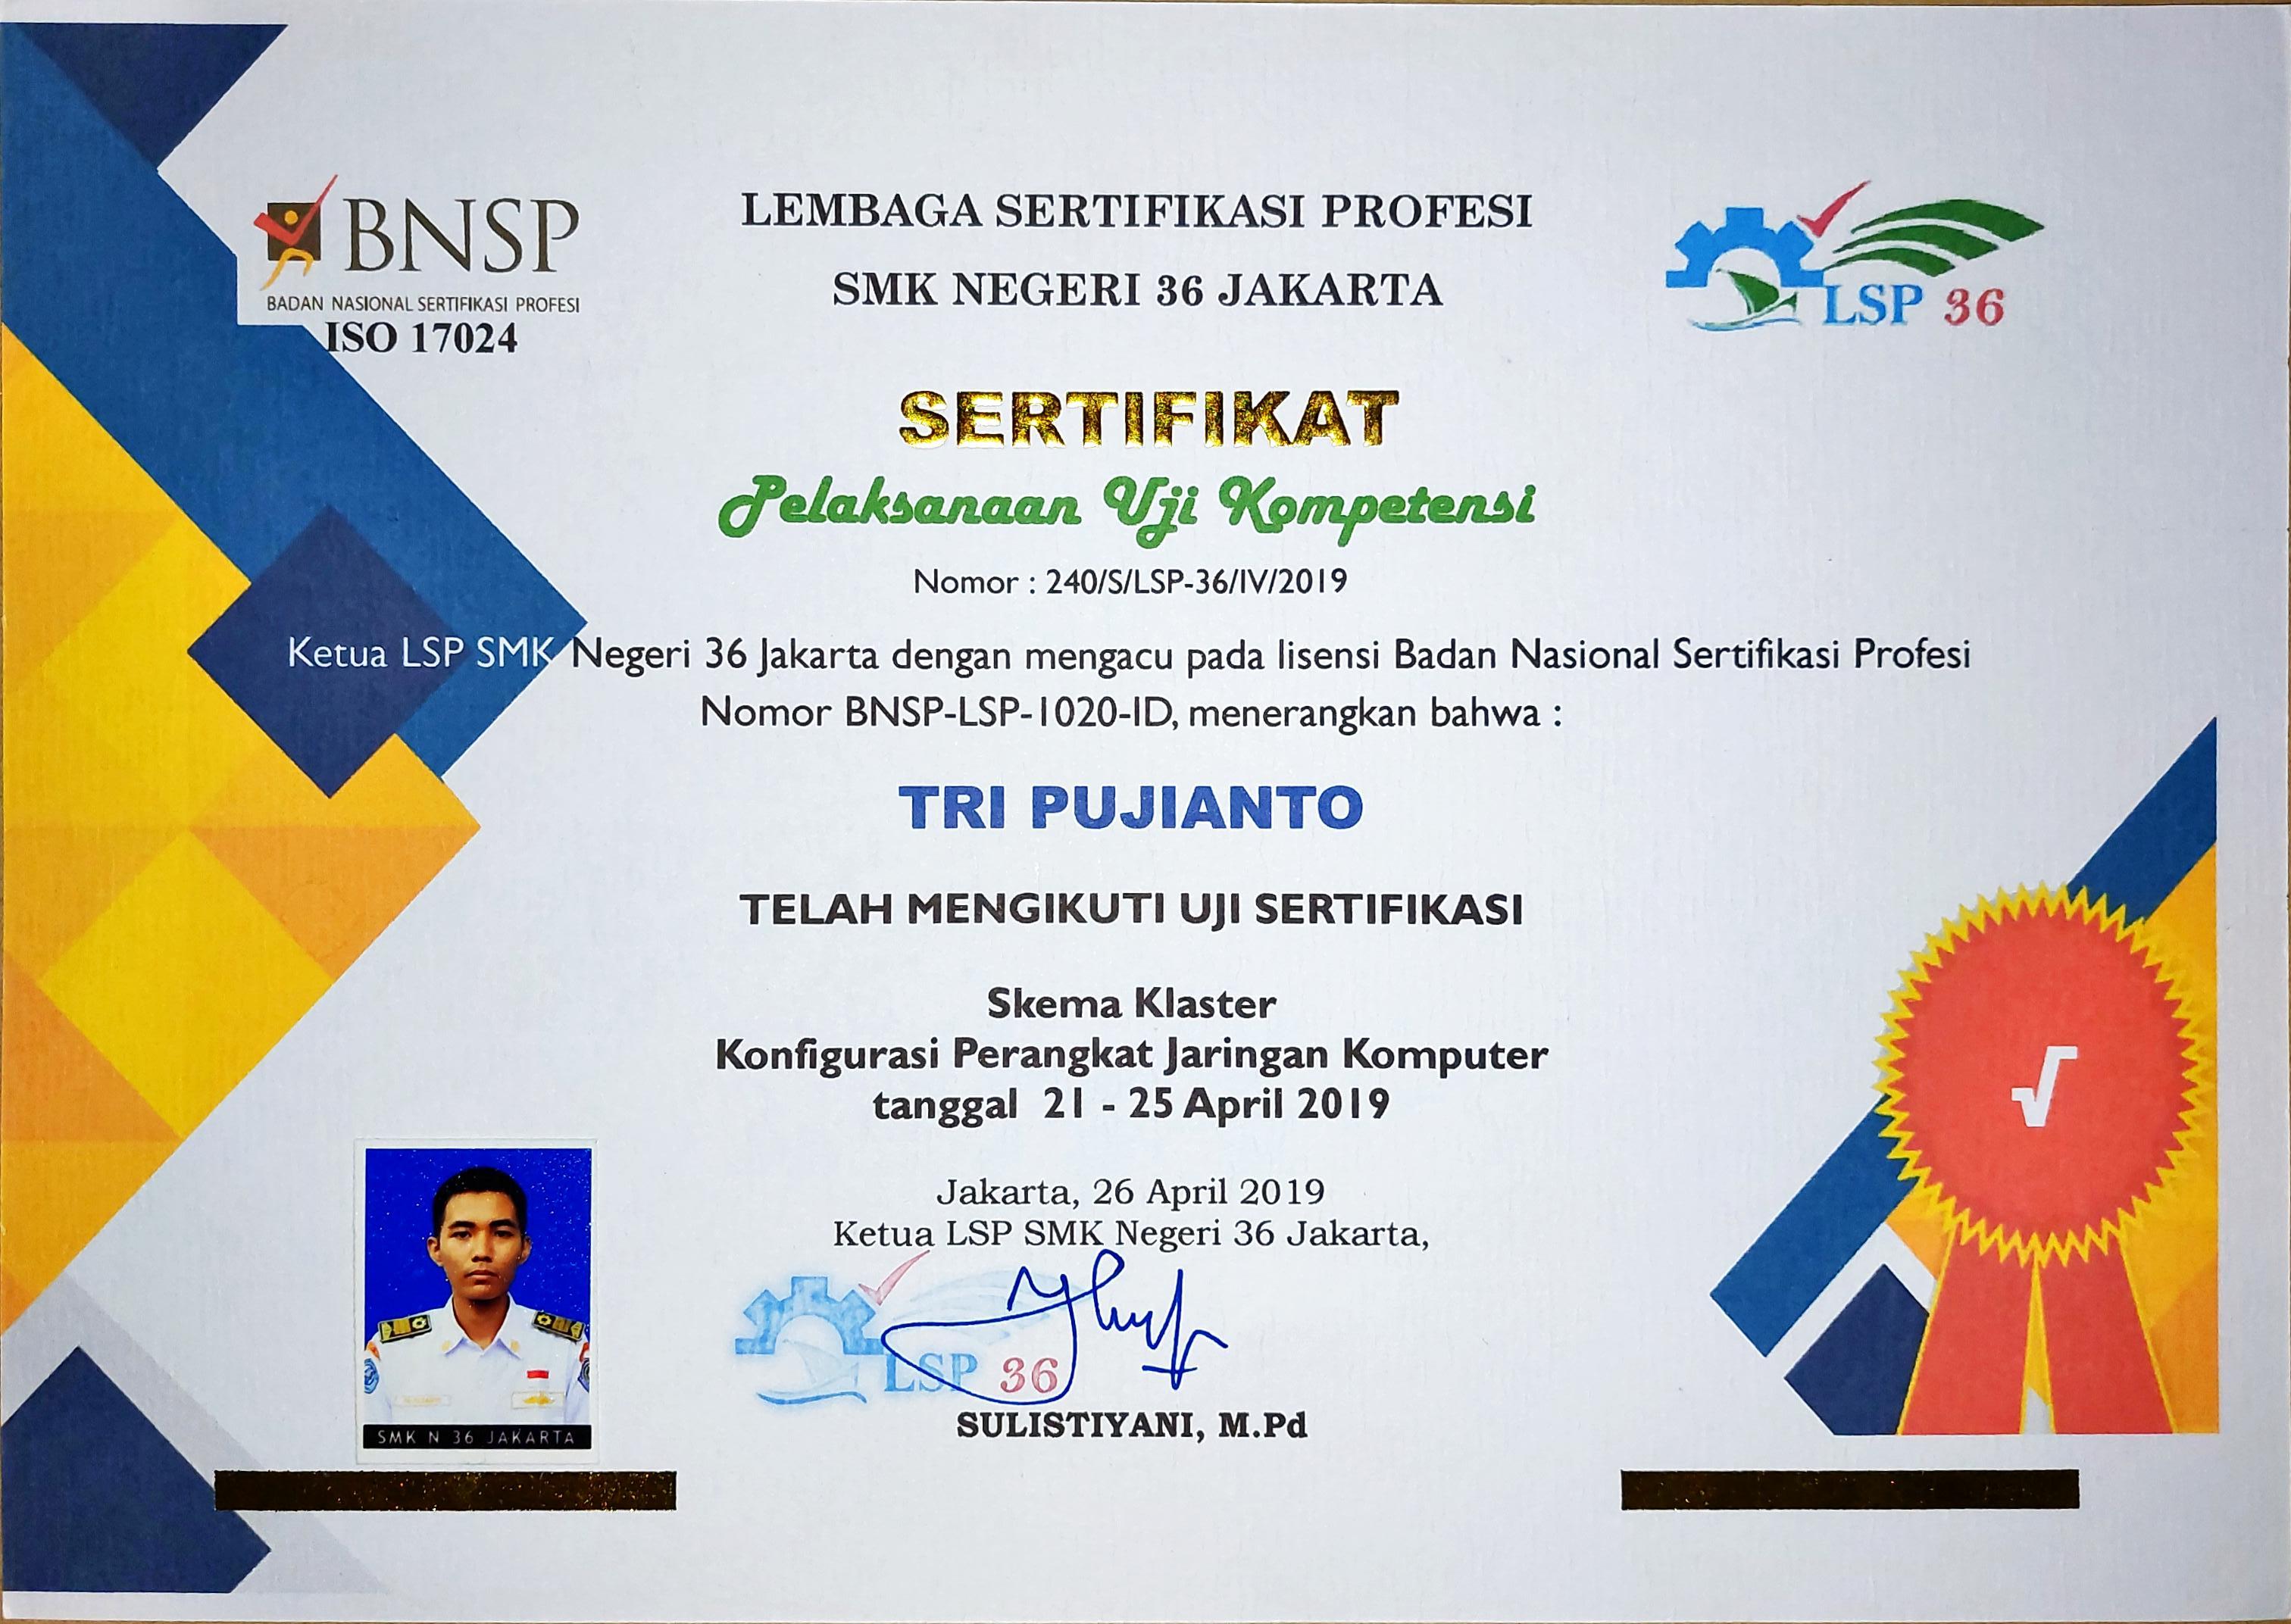 BNSP
BADAN NASIONAL SERTIFIKASI PROFESI
ISO 17024
LEMBAGA SERTIFIKASI PROFESI
SMK NEGERI 36 JAKARTA
LSP 36
SERTIFIKAT
Pelaksanaan Uji Kompetensi
Nomor : 240/S/LSP-36/IV/2019
Ketua LSP SMK Negeri 36 Jakarta dengan mengacu pada lisensi Badan Nasional Sertifikasi Profesi
Nomor BNSP-LSP-1020-ID, menerangkan bahwa :
TRI PUJIANTO
TELAH MENGIKUTI UJI SERTIFIKASI
Skema Klaster
Konfigurasi Perangkat Jaringan Komputer
tanggal 21 - 25 April 2019
Jakarta, 26 April 2019
Ketua LSP SMK Negeri 36 Jakarta,
LSP 36
SULISTIYANI, M.Pd
SMK N 36 JAKARTA
√